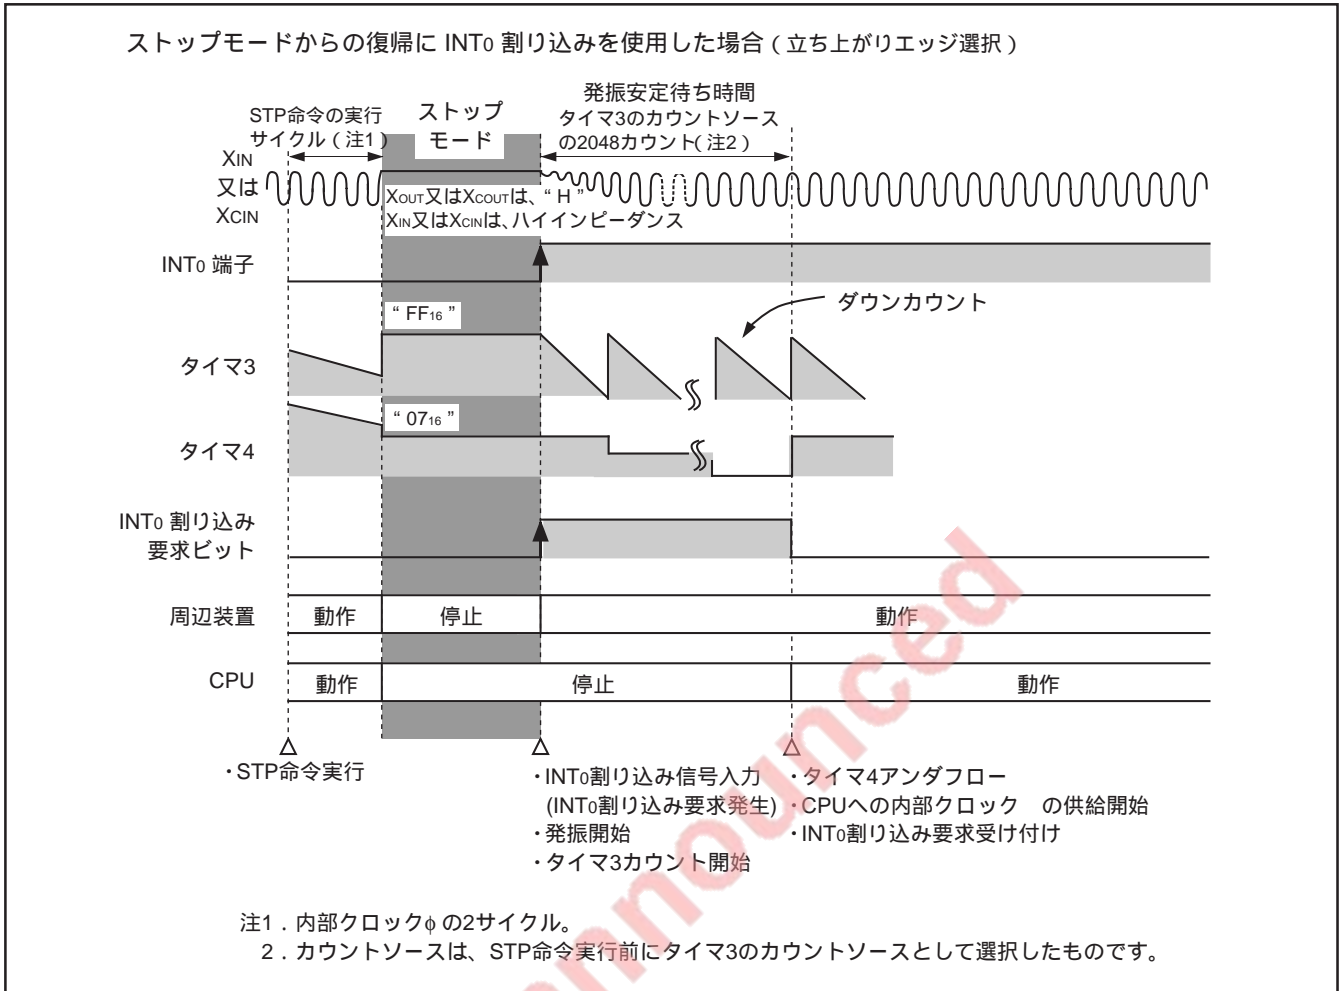 ストップモードからの復帰に INT0 割り込みを使用した場合 ( 立ち上がりエッジ選択 )
STP命令の実行
サイクル ( 注1 )
ストップ
モード
発振安定待ち時間
タイマ3のカウントソース
の2048カウント( 注2 )
XIN
又は
XCIN
XOUT又はXCOUTは、“ H ”
XIN又はXCINは、ハイインピーダンス
INT0 端子
ダウンカウント
“ FF16 ”
タイマ3
“ 0716 ”
タイマ4
INT0 割り込み
要求ビット
周辺装置 動作 停止 動作
CPU 動作 停止 動作
・STP命令実行
・INT0割り込み信号入力
(INT0割り込み要求発生)
・発振開始
・タイマ3カウント開始
・タイマ4アンダフロー
・CPUへの内部クロック の供給開始
・INT0割り込み要求受け付け
注1 . 内部クロックφ の2サイクル。
2 . カウントソースは、STP命令実行前にタイマ3のカウントソースとして選択したものです。
nnounced